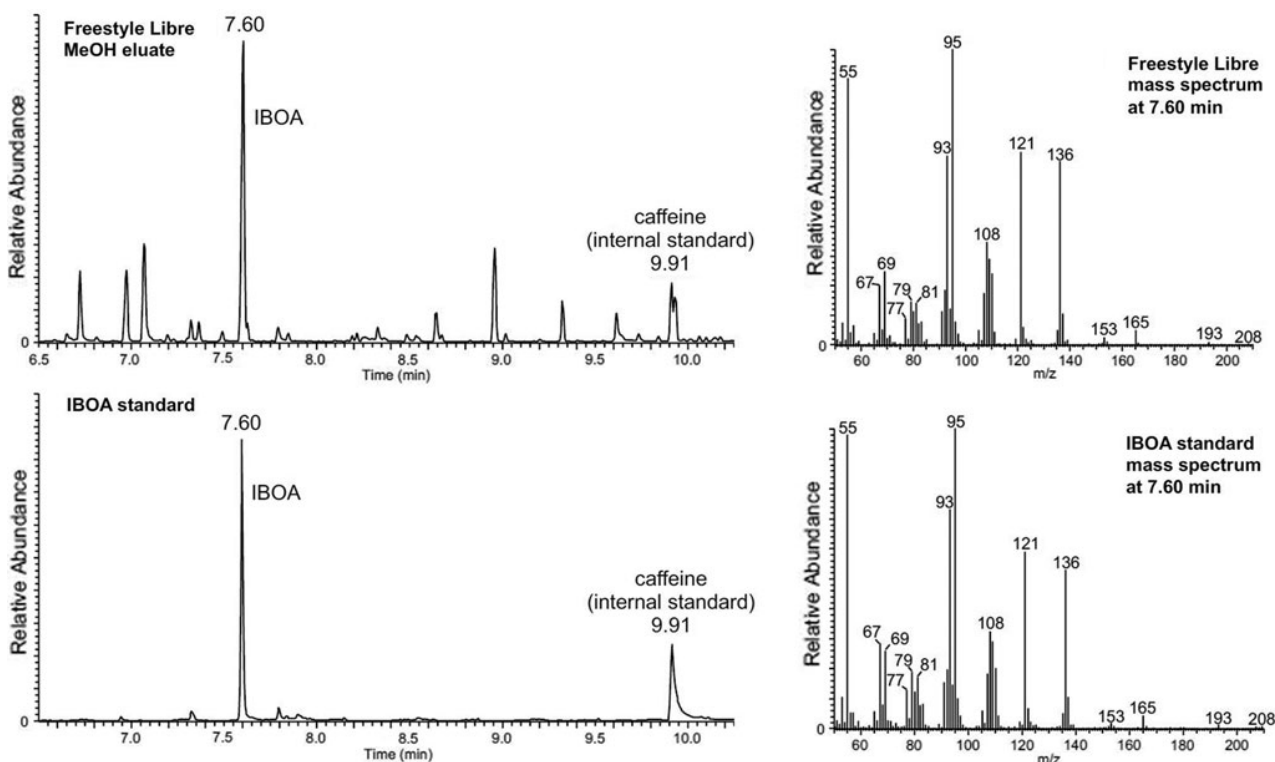 Freestyle Libre
MeOH eluate
7.60
IBOA
caffeine
(internal standard)
9.91
Relative Abundance
6.5 7.0 7.5 8.0 8.5 9.0 9.5 10.0
Time (min)
Freestyle Libre
mass spectrum
at 7.60 min
95
55
93
121
136
108
69
67
79
81
77
153
165
193
208
Relative Abundance
60 80 100 120 140 160 180 200
m/z
IBOA standard
7.60
IBOA
caffeine
(internal standard)
9.91
Relative Abundance
0
7.0 7.5 8.0 8.5 9.0 9.5 10.0
Time (min)
IBOA standard
mass spectrum
at 7.60 min
95
55
93
121
136
108
67
69
79
81
77
153
165
193
208
Relative Abundance
0
60 80 100 120 140 160 180 200
m/z